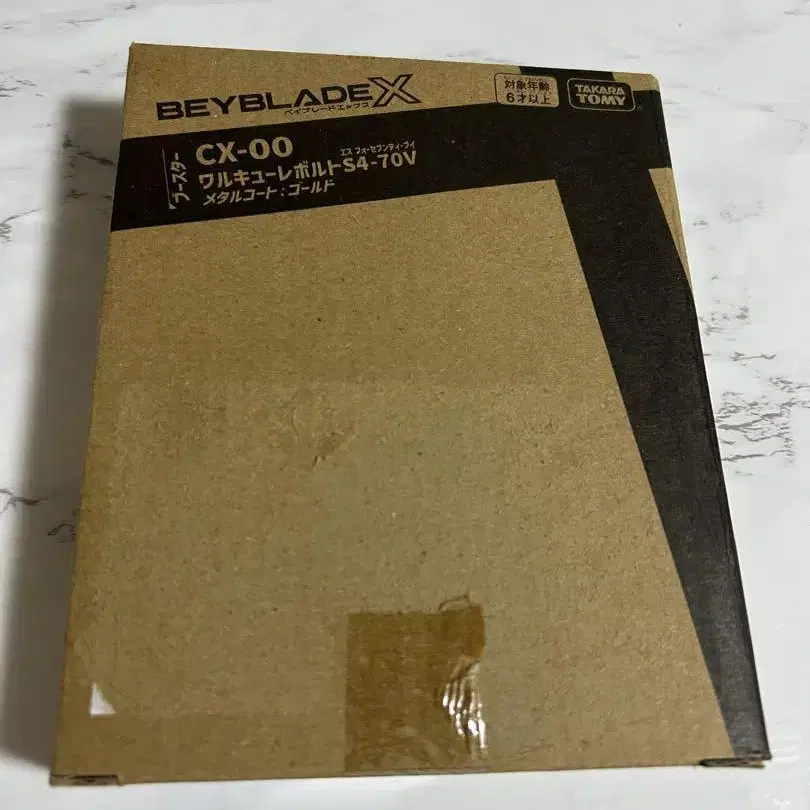 BEYBLADE X
ベイブレードエックス
対象年齢
6才以上
TAKARA
TOMY
ブースター
CX-00
エス フォーセブンティーブイ
ワルキューレボルトS4-70V
メタルコート:ゴールド